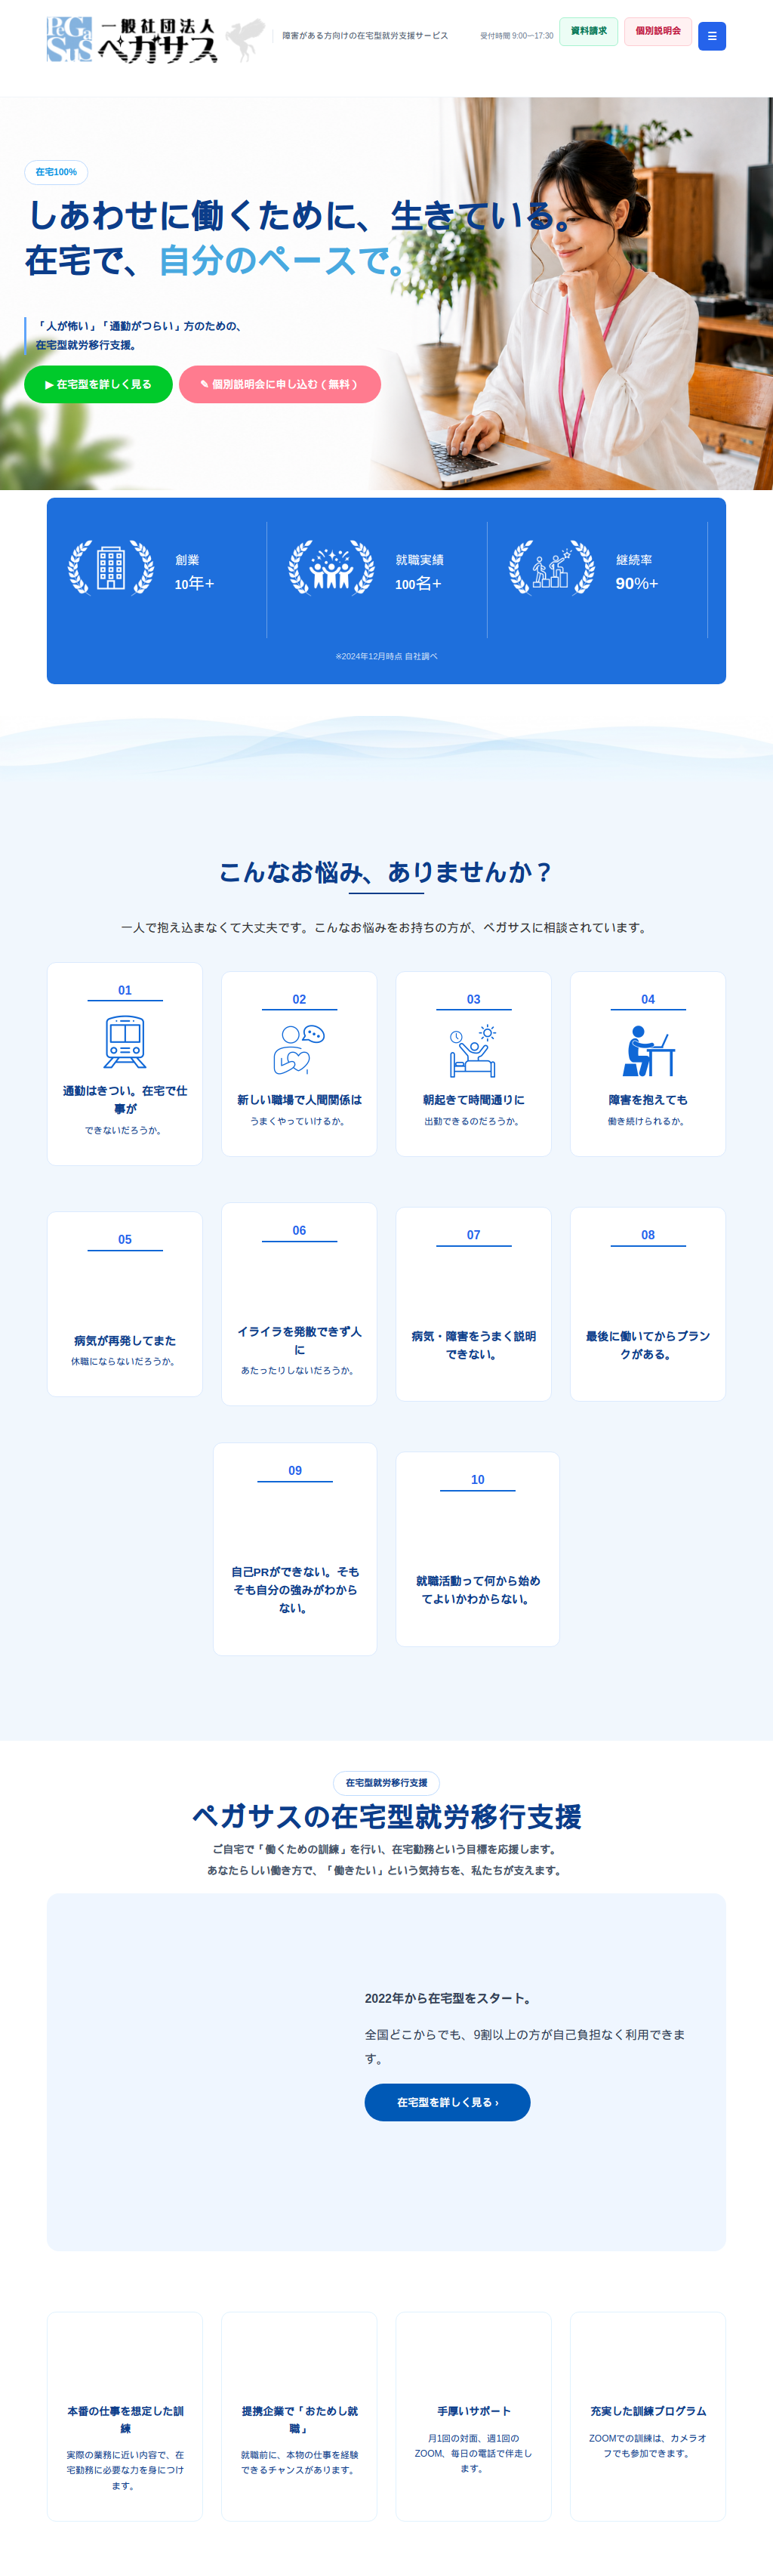 PeGaSuS
一般社団法人
ペガサス
障害がある方向けの在宅型就労支援サービス
受付時間 9:00〜17:30
資料請求
個別説明会
在宅100%
しあわせに働くために、生きている。
在宅で、自分のペースで。
「人が怖い」「通勤がつらい」方のための、
在宅型就労移行支援。
▶ 在宅型を詳しく見る
✎ 個別説明会に申し込む（無料）
創業
10年+
就職実績
100名+
継続率
90%+
※2024年12月時点 自社調べ
こんなお悩み、ありませんか？
一人で抱え込まなくて大丈夫です。こんなお悩みをお持ちの方が、ペガサスに相談されています。
01
通勤はきつい。在宅で仕
事が
できないだろうか。
02
新しい職場で人間関係は
うまくやっていけるか。
03
朝起きて時間通りに
出勤できるのだろうか。
04
障害を抱えても
働き続けられるか。
05
病気が再発してまた
休職にならないだろうか。
06
イライラを発散できず人
に
あたったりしないだろうか。
07
病気・障害をうまく説明
できない。
08
最後に働いてからブラン
クがある。
09
自己PRができない。そも
そも自分の強みがわから
ない。
10
就職活動って何から始め
てよいかわからない。
在宅型就労移行支援
ペガサスの在宅型就労移行支援
ご自宅で「働くための訓練」を行い、在宅勤務という目標を応援します。
あなたらしい働き方で、「働きたい」という気持ちを、私たちが支えます。
2022年から在宅型をスタート。
全国どこからでも、9割以上の方が自己負担なく利用できま
す。
在宅型を詳しく見る ›
本番の仕事を想定した訓
練
実際の業務に近い内容で、在
宅勤務に必要な力を身につけ
ます。
提携企業で「おためし就
職」
就職前に、本物の仕事を経験
できるチャンスがあります。
手厚いサポート
月1回の対面、週1回の
ZOOM、毎日の電話で伴走し
ます。
充実した訓練プログラム
ZOOMでの訓練は、カメラオ
フでも参加できます。